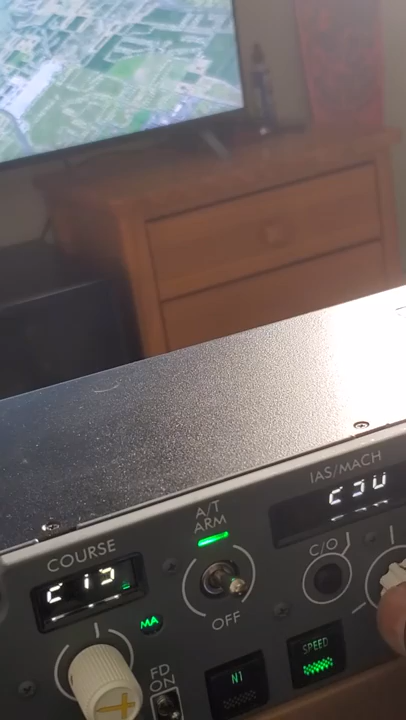 IAS/MACH
A/T
ARM
COURSE
C/O
MA
OFF
SPEED
FD
ON
N1